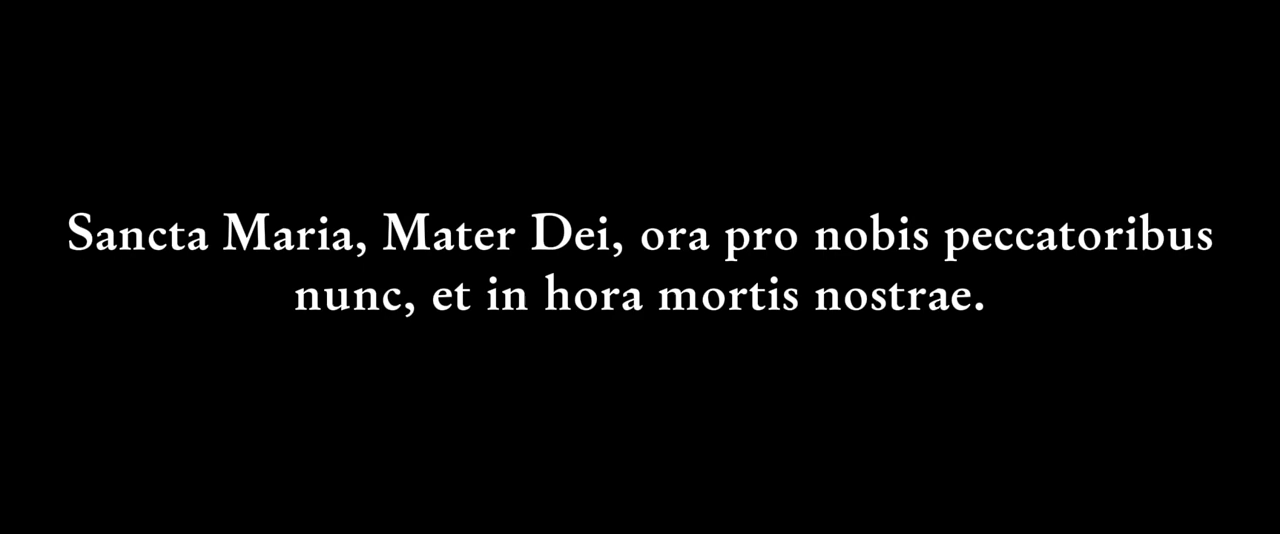 Sancta Maria, Mater Dei, ora pro nobis peccatoribus
nunc, et in hora mortis nostrae.